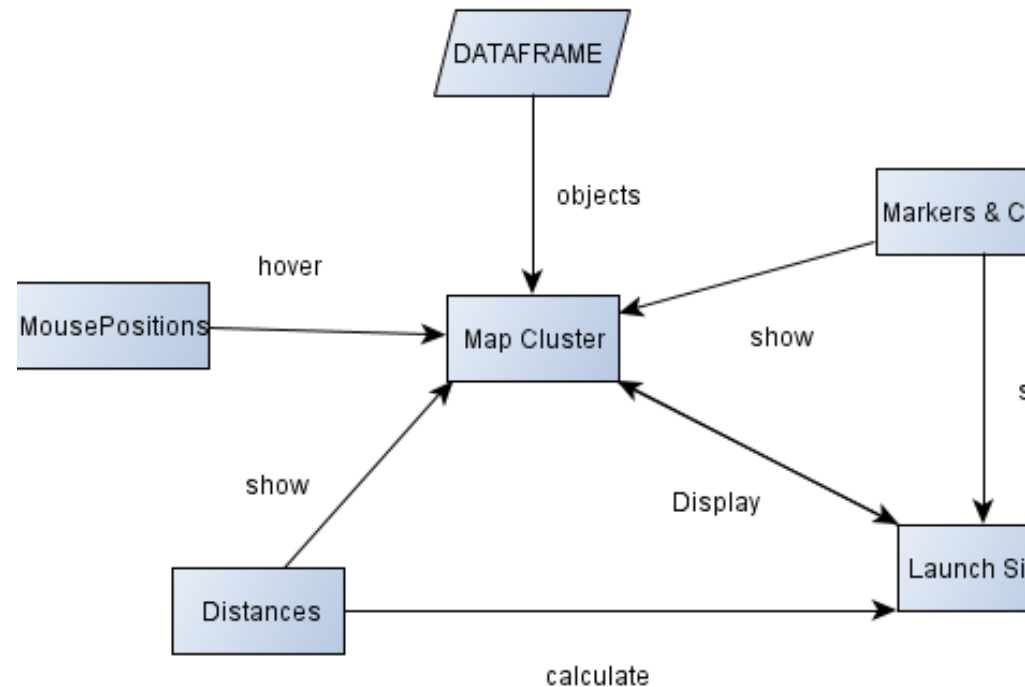 DATAFRAME
objects
Markers & C
hover
MousePositions
Map Cluster
show
s
show
Display
Launch Si
Distances
calculate